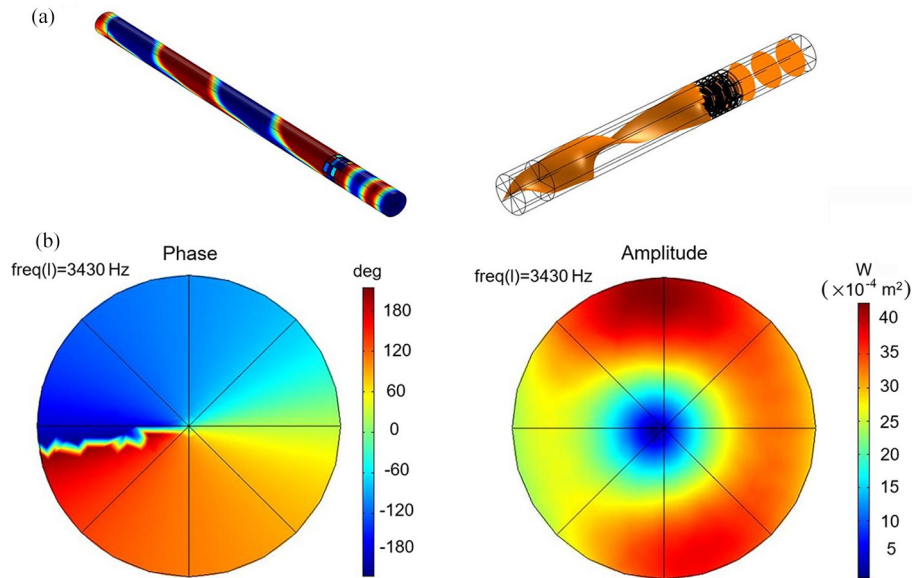 (a)
(b)
Phase
freq(l)=3430 Hz
deg
180
120
60
0
-60
-120
-180
Amplitude
freq(l)=3430 Hz
W
(×10⁻⁴ m²)
40
35
30
25
20
15
10
5